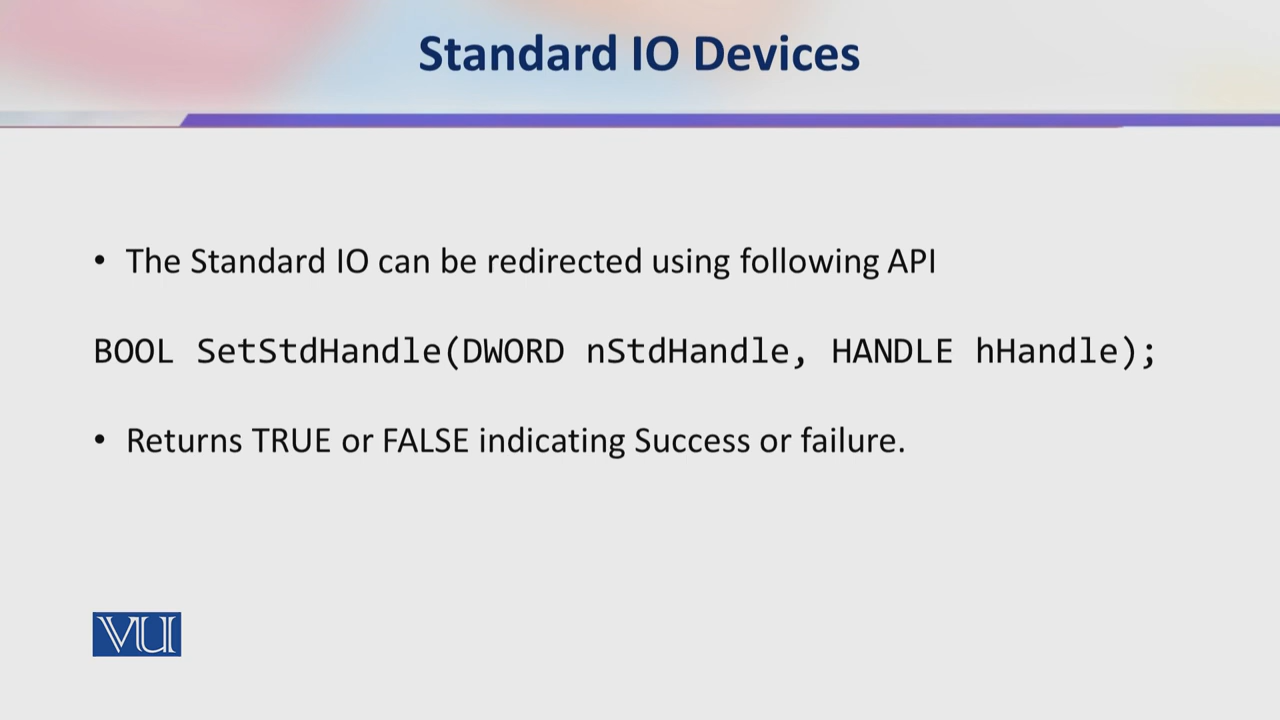 Standard IO Devices
• The Standard IO can be redirected using following API
BOOL SetStdHandle(DWORD nStdHandle, HANDLE hHandle);
• Returns TRUE or FALSE indicating Success or failure.
VU